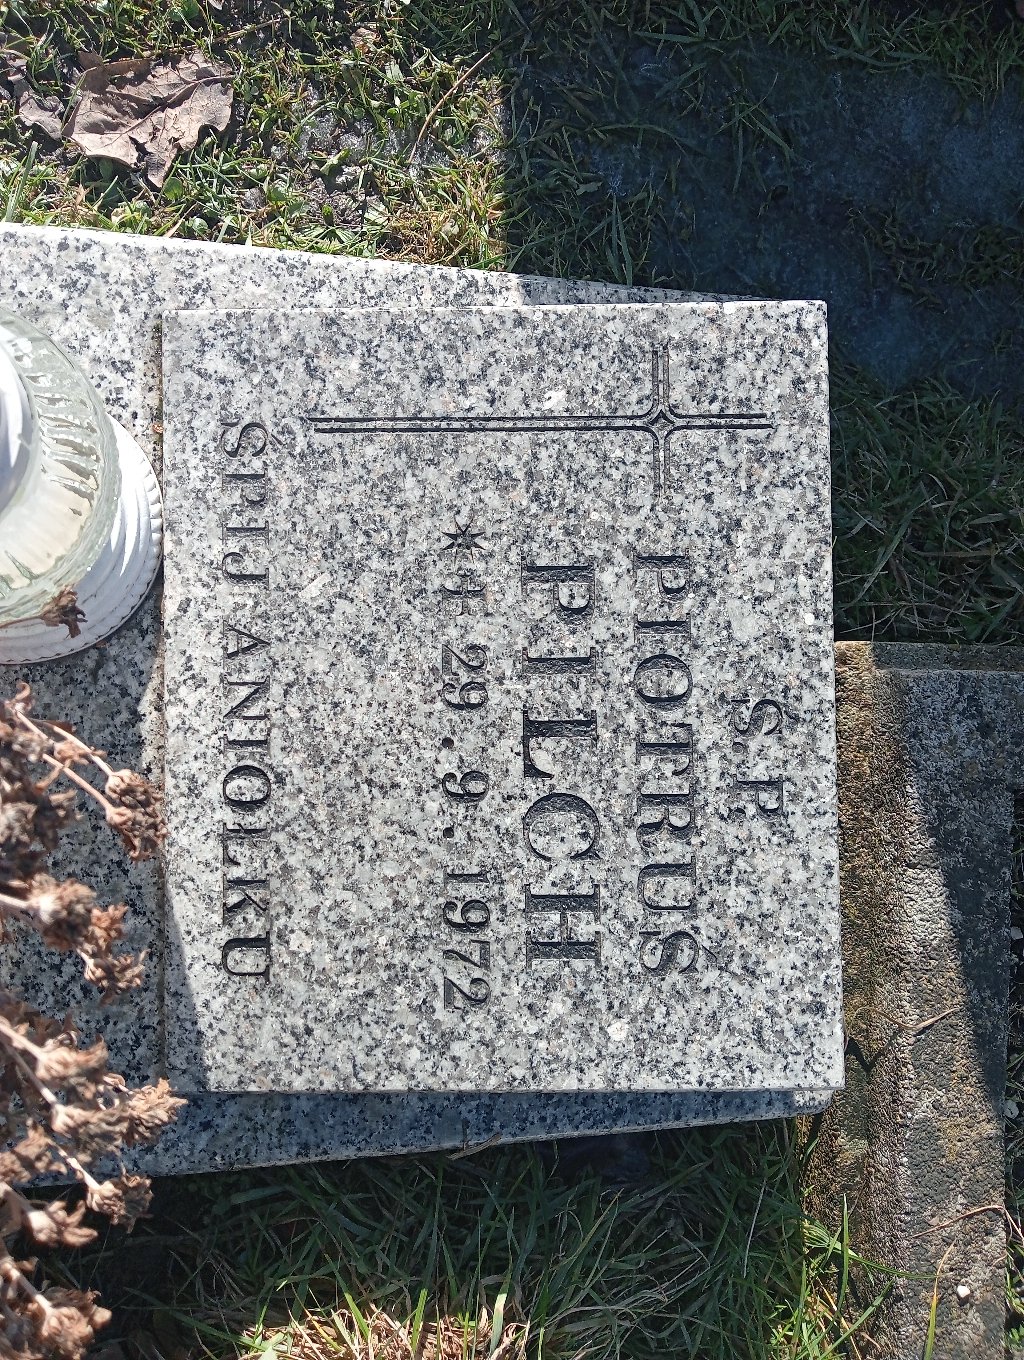 Ś. P.
PIOTRUŚ
PILCH
* ‡ 29 . 9 . 1972
ŚPIJ ANIOŁKU